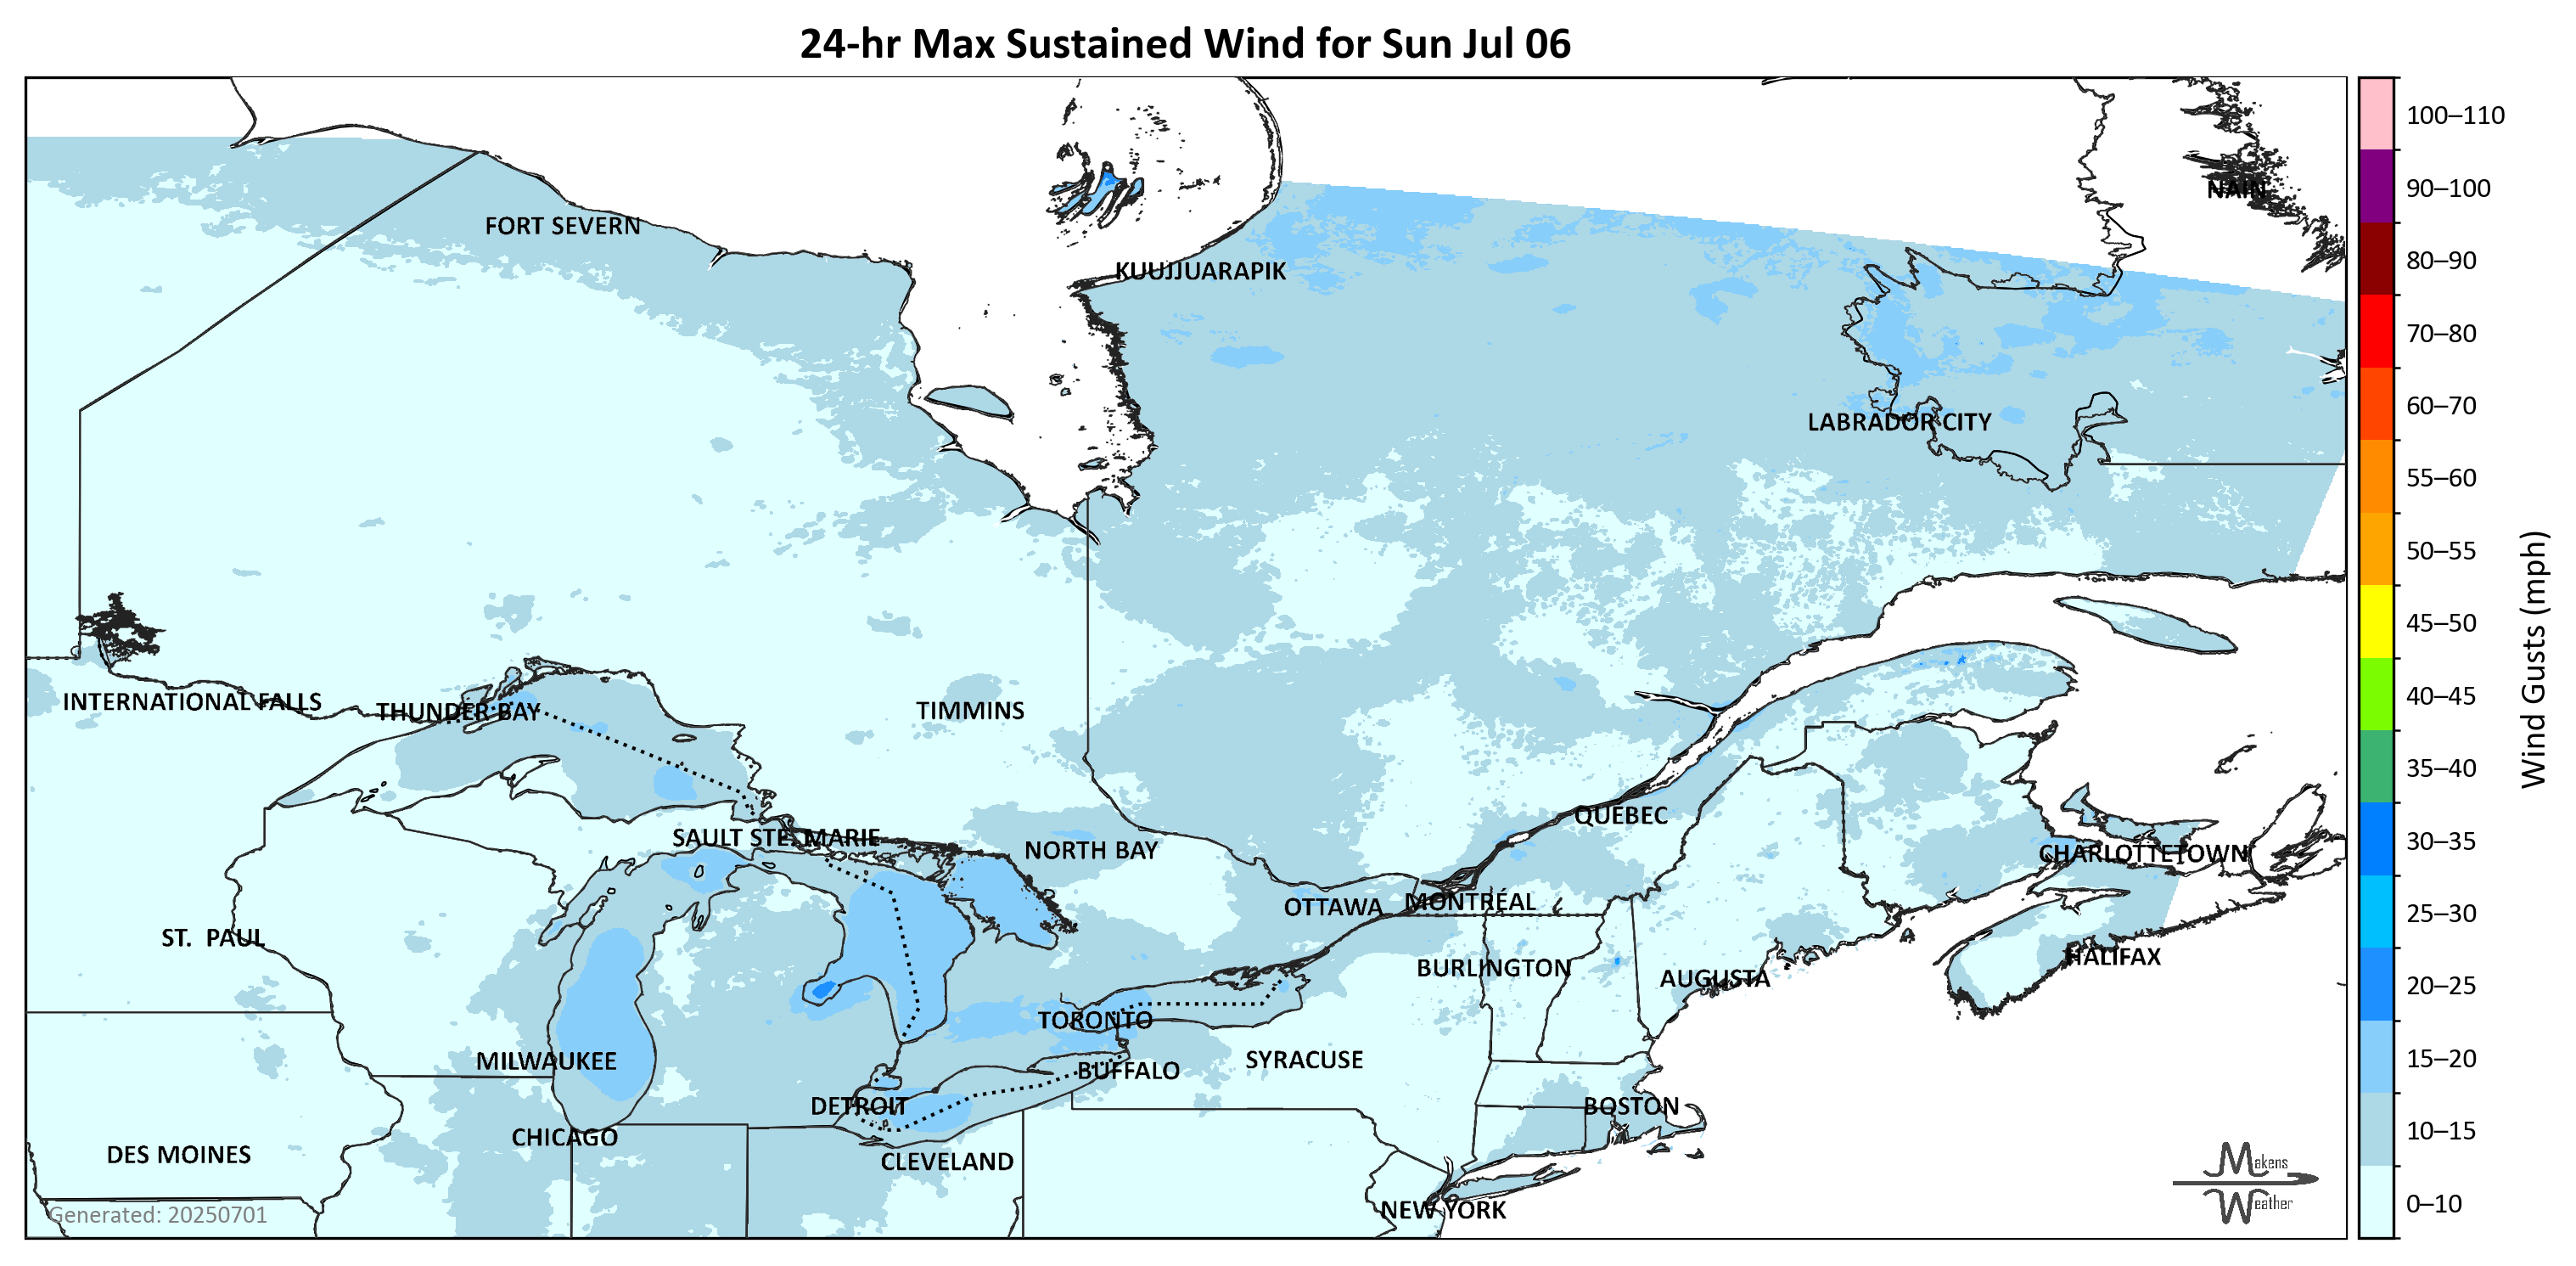 24-hr Max Sustained Wind for Sun Jul 06
NAIN
FORT SEVERN
KUUJJUARAPIK
LABRADOR CITY
INTERNATIONAL FALLS
THUNDER BAY
TIMMINS
QUEBEC
SAULT STE. MARIE
NORTH BAY
CHARLOTTETOWN
OTTAWA
MONTRÉAL
ST. PAUL
HALIFAX
BURLINGTON
AUGUSTA
TORONTO
MILWAUKEE
SYRACUSE
BUFFALO
DETROIT
BOSTON
CHICAGO
DES MOINES
CLEVELAND
NEW YORK
Generated: 20250701
Makens
Weather
100–110
90–100
80–90
70–80
60–70
55–60
50–55
45–50
40–45
35–40
30–35
25–30
20–25
15–20
10–15
0–10
Wind Gusts (mph)